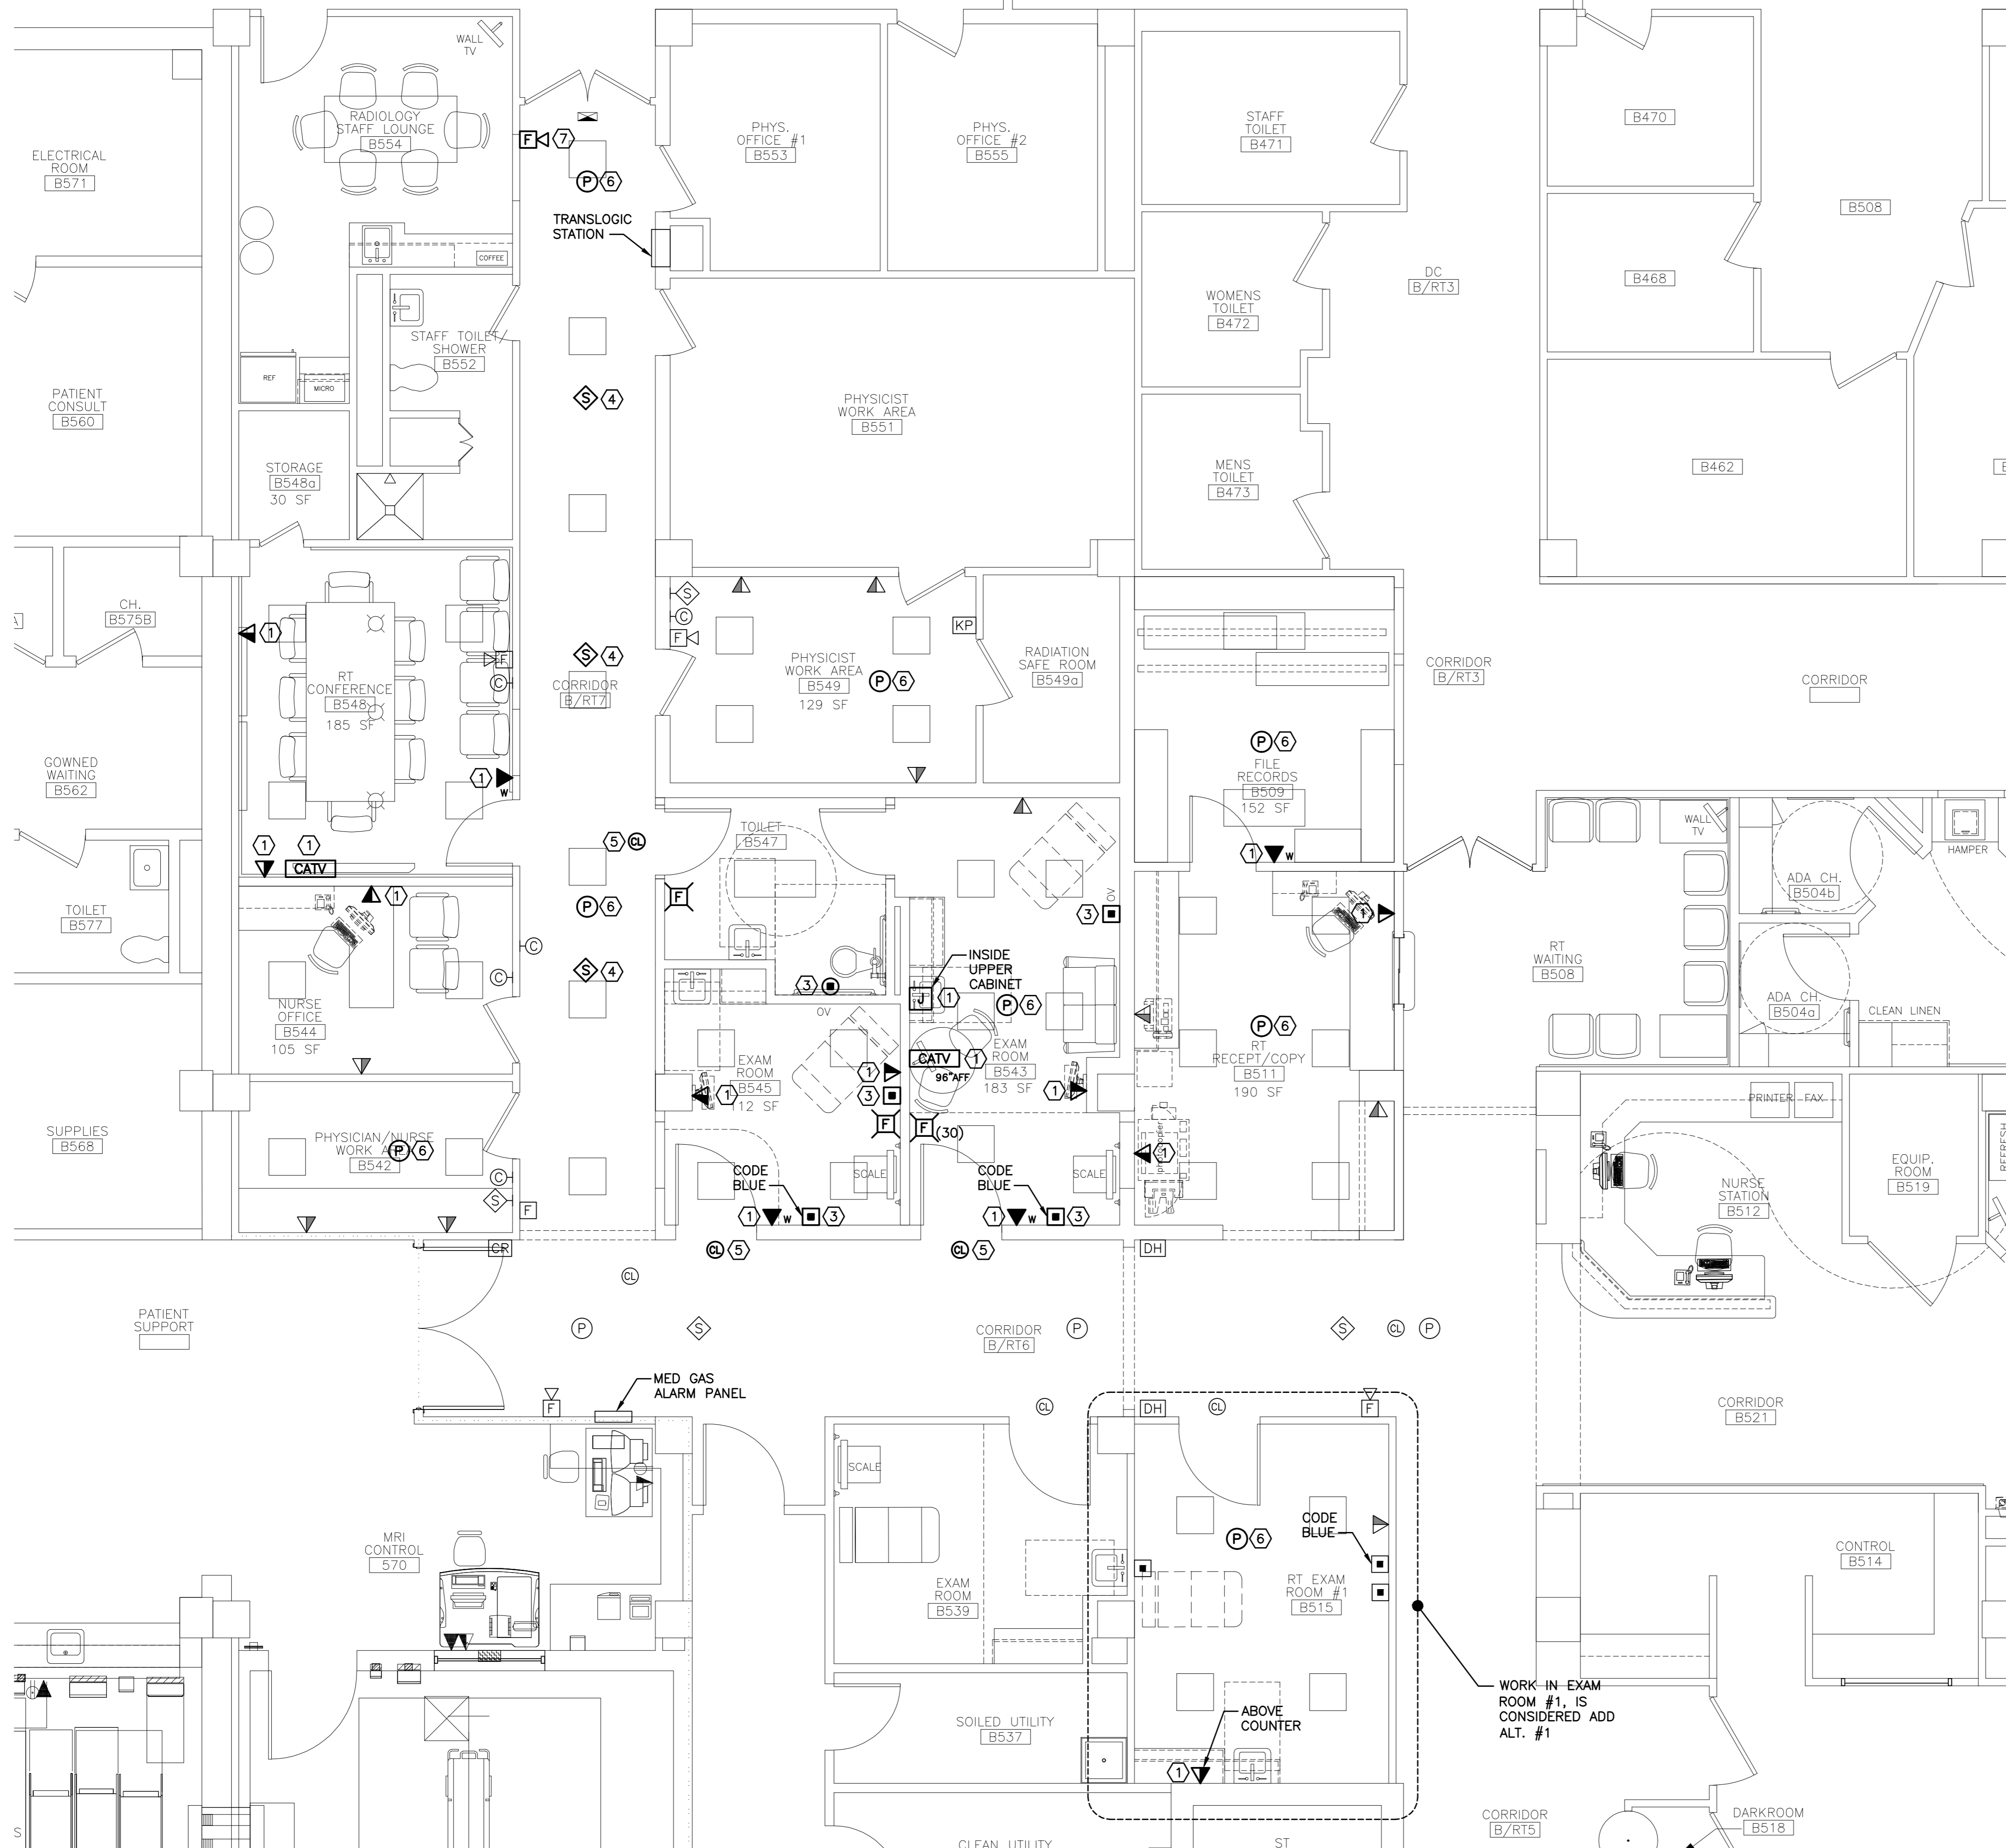 WALL
TV
RADIOLOGY
STAFF LOUNGE
B554
F
7
P
6
ELECTRICAL
ROOM
B571
PHYS.
OFFICE #1
B553
PHYS.
OFFICE #2
B555
STAFF
TOILET
B471
B470
B508
TRANSLOGIC
STATION
COFFEE
DC
B/RT3
B468
WOMENS
TOILET
B472
STAFF TOILET/
SHOWER
B552
REF
MICRO
S
4
PATIENT
CONSULT
B560
PHYSICIST
WORK AREA
B551
STORAGE
B548a
30 SF
MENS
TOILET
B473
B462
CH.
B575B
A
1
F
C
RT
CONFERENCE
B548
185 SF
1
W
S
4
CORRIDOR
B/RT7
S
C
F
KP
PHYSICIST
WORK AREA
B549
129 SF
P
6
RADIATION
SAFE ROOM
B549a
CORRIDOR
B/RT3
CORRIDOR
P
6
FILE
RECORDS
B509
152 SF
1
W
GOWNED
WAITING
B562
1
1
CATV
1
5
CL
P
6
TOILET
B547
F
TOILET
B577
C
C
S
4
NURSE
OFFICE
B544
105 SF
3
OV
INSIDE
UPPER
CABINET
J
1
P
6
3
OV
1
P
6
RT
RECEPT/COPY
B511
190 SF
WALL
TV
HAMPER
ADA CH.
B504b
RT
WAITING
B508
ADA CH.
B504a
CLEAN LINEN
EXAM
ROOM
B545
112 SF
1
1
3
F
CATV
1
96"AFF
EXAM
ROOM
B543
183 SF
1
F
(30)
photocopier
1
SUPPLIES
B568
PHYSICIAN/NURSE
WORK A
B542
P
6
C
S
F
CODE
BLUE
SCALE
1
W
3
CODE
BLUE
SCALE
1
W
3
PRINTER
FAX
NURSE
STATION
B512
EQUIP.
ROOM
B519
REFRESH
CR
CL
5
CL
5
DH
CL
PATIENT
SUPPORT
P
S
CORRIDOR
B/RT6
P
S
CL
P
MED GAS
ALARM PANEL
F
CL
DH
CL
F
CORRIDOR
B521
SCALE
MRI
CONTROL
570
EXAM
ROOM
B539
P
6
CODE
BLUE
RT EXAM
ROOM #1
B515
CONTROL
B514
WORK IN EXAM
ROOM #1, IS
CONSIDERED ADD
ALT. #1
SOILED UTILITY
B537
ABOVE
COUNTER
1
CORRIDOR
B/RT5
DARKROOM
B518
CLEAN UTILITY
ST
S